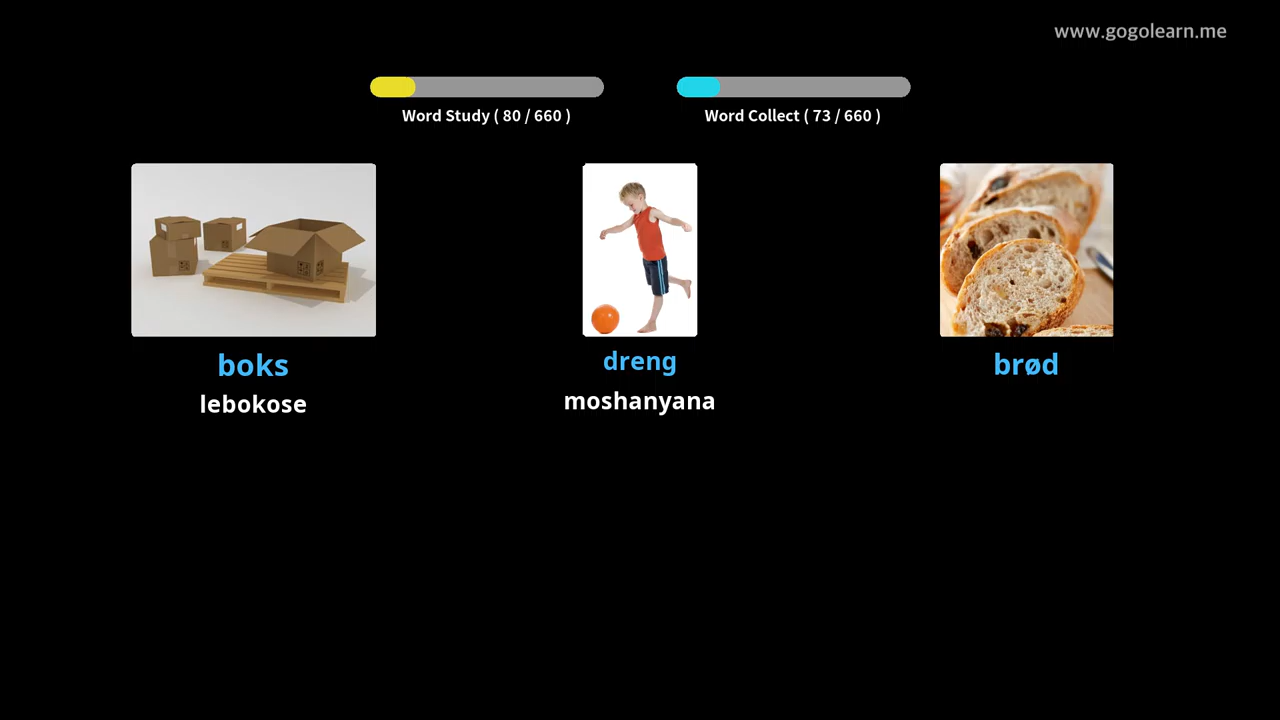 www.gogolearn.me
Word Study ( 80 / 660 )
Word Collect ( 73 / 660 )
boks
lebokose
dreng
moshanyana
brød